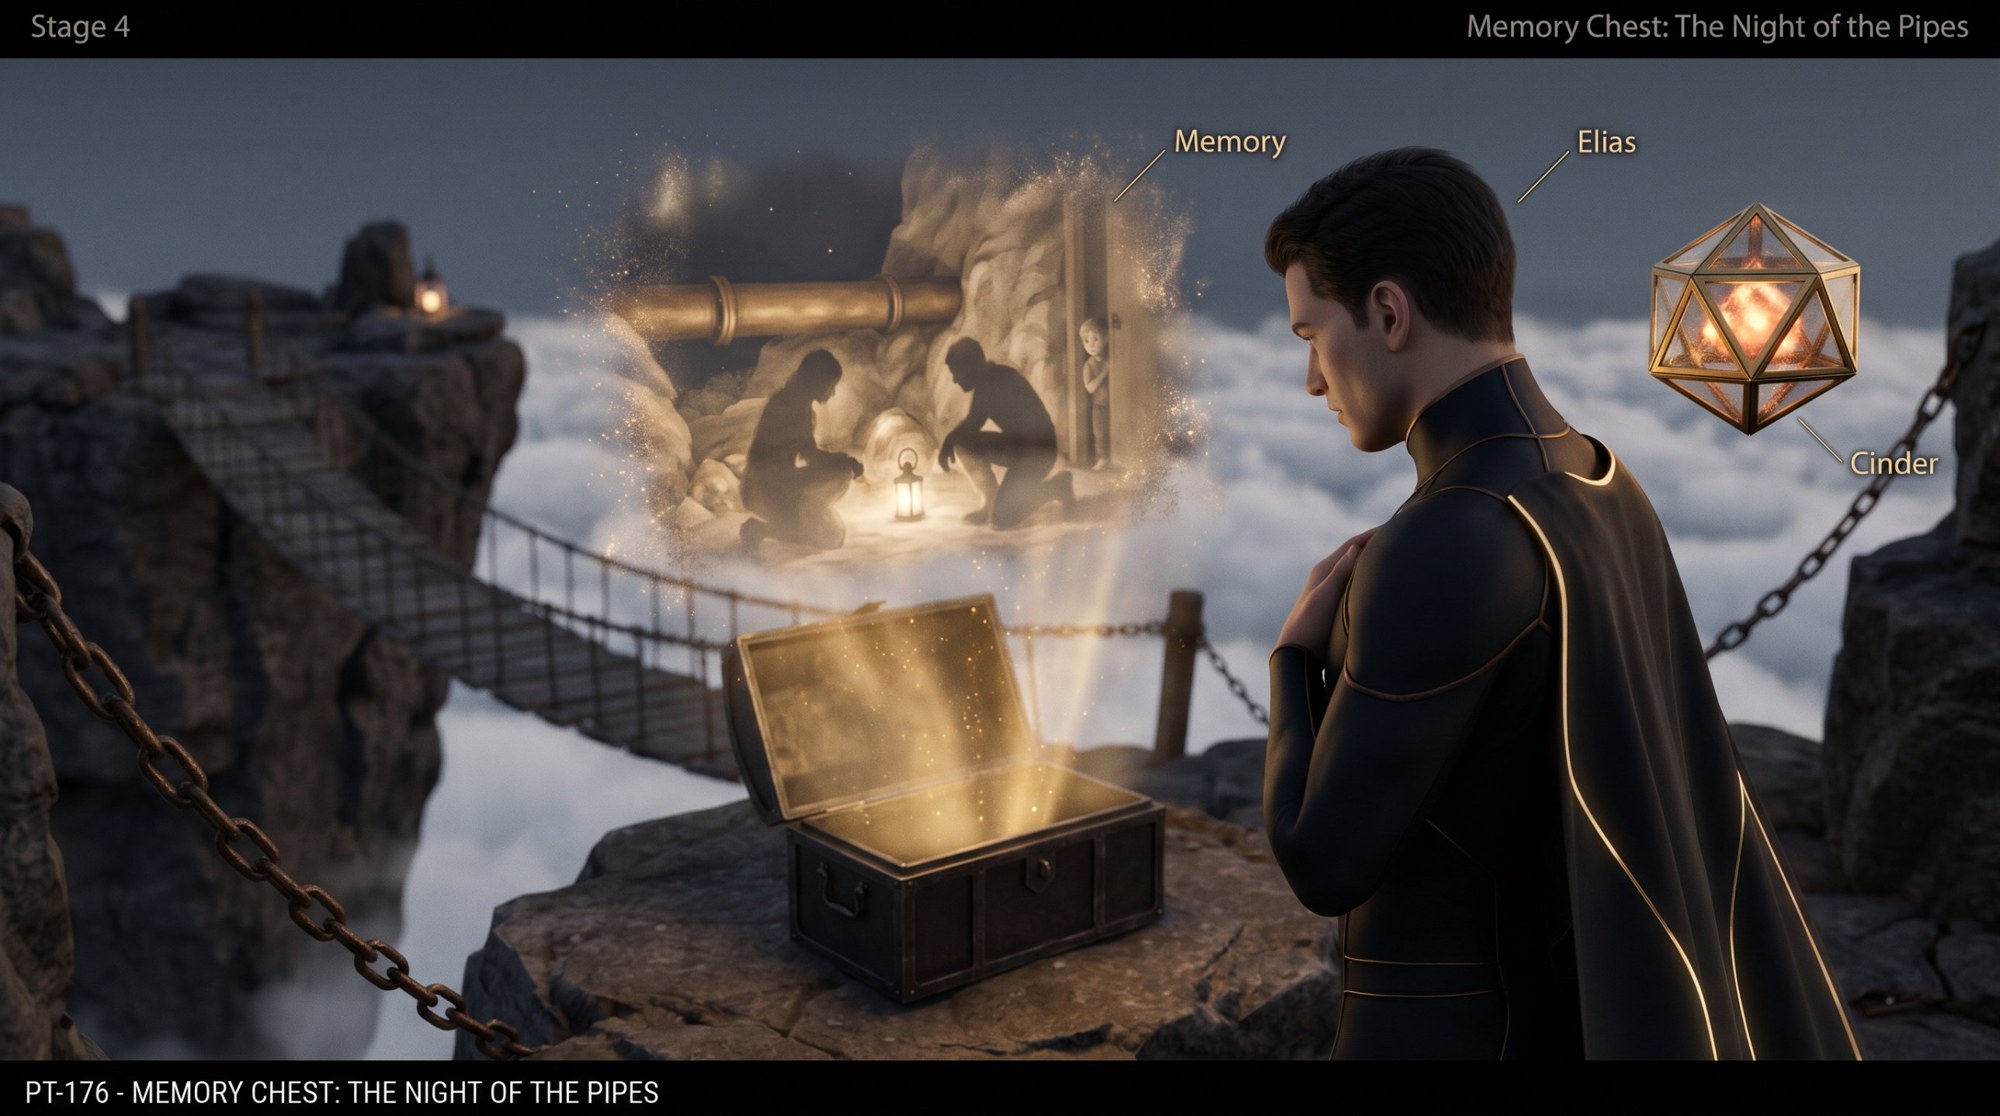 Stage 4
Memory Chest: The Night of the Pipes
Memory
Elias
Cinder
PT-176 - MEMORY CHEST: THE NIGHT OF THE PIPES